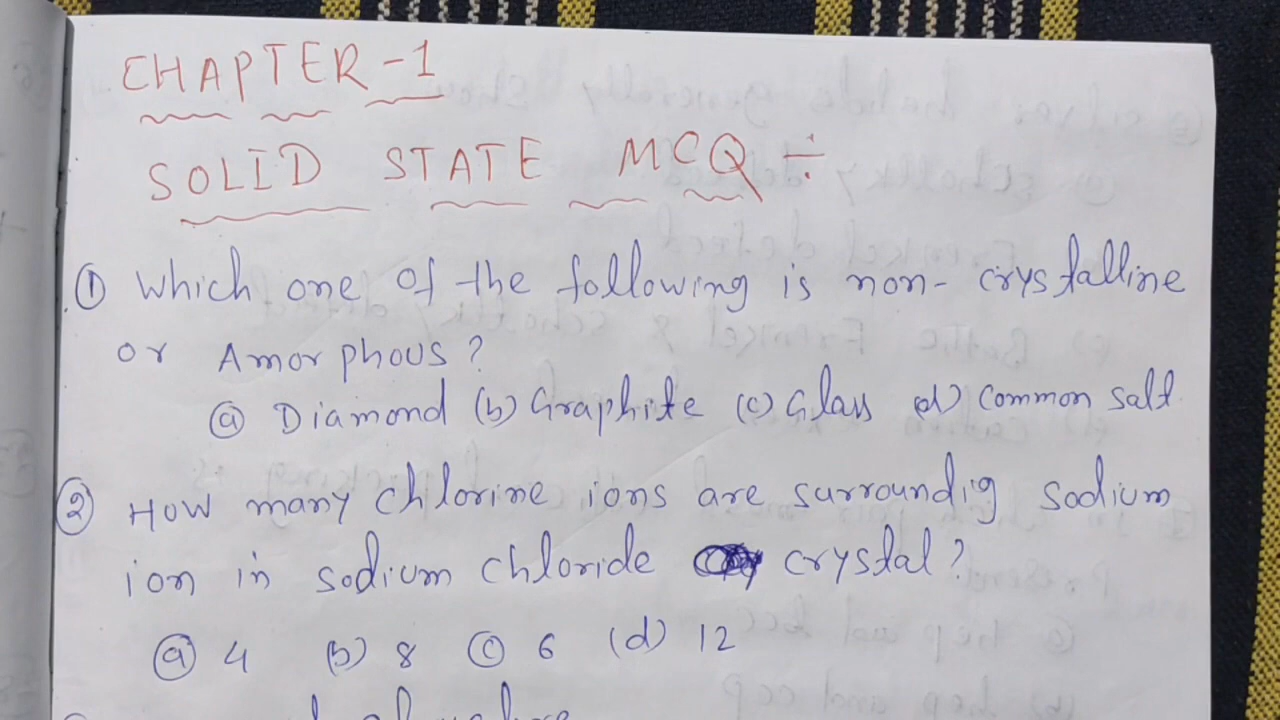 CHAPTER-1
SOLID STATE MCQ ÷
① Which one of the following is non-crystalline
or Amorphous?
ⓐ Diamond (b) Graphite (c) Glass (d) Common salt
② How many chlorine ions are surroundig sodium
ion in sodium chloride crystal?
ⓐ 4 (b) 8 ⓒ 6 (d) 12